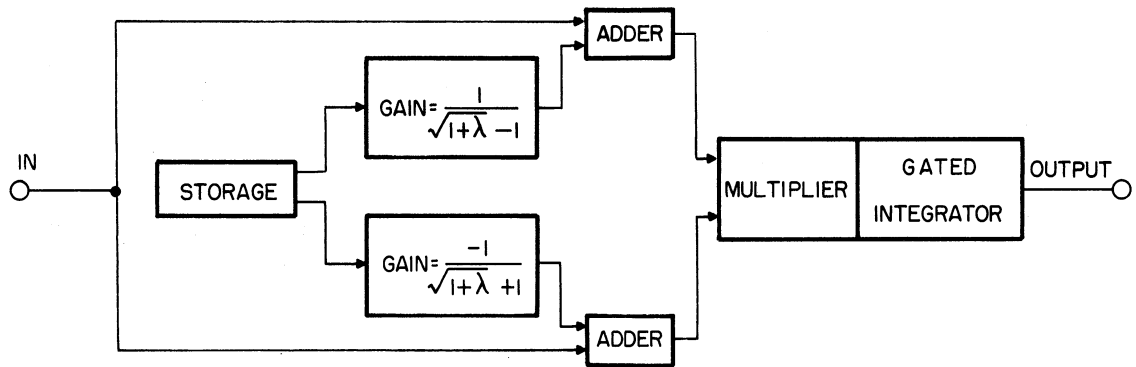 ADDER
GAIN= 1/(√(1+λ) −1)
IN
STORAGE
MULTIPLIER
GATED
INTEGRATOR
OUTPUT
GAIN= −1/(√(1+λ) +1)
ADDER